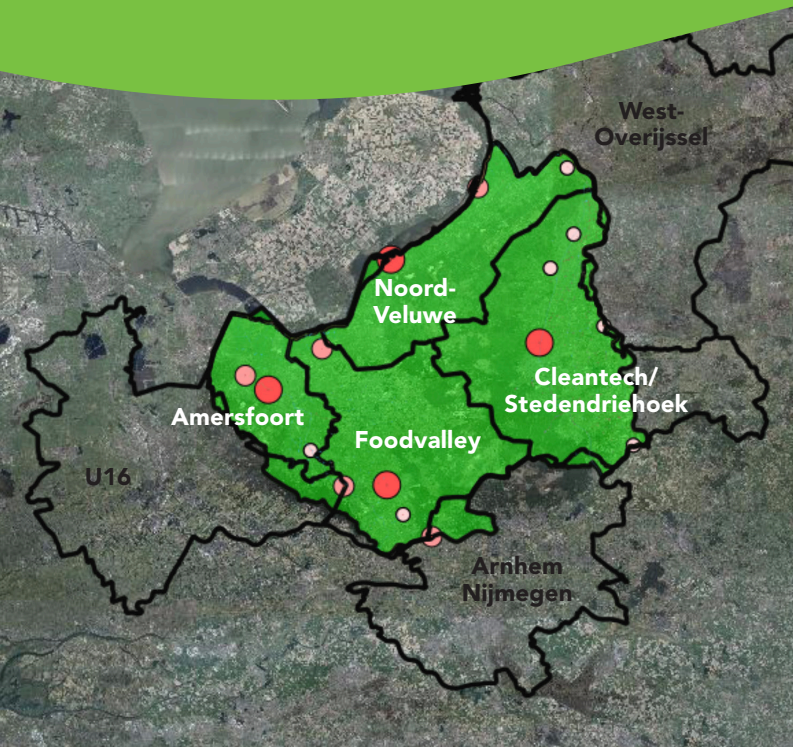 West-
Overijssel
Noord-
Veluwe
Cleantech/
Stedendriehoek
Amersfoort
Foodvalley
U16
Arnhem
Nijmegen